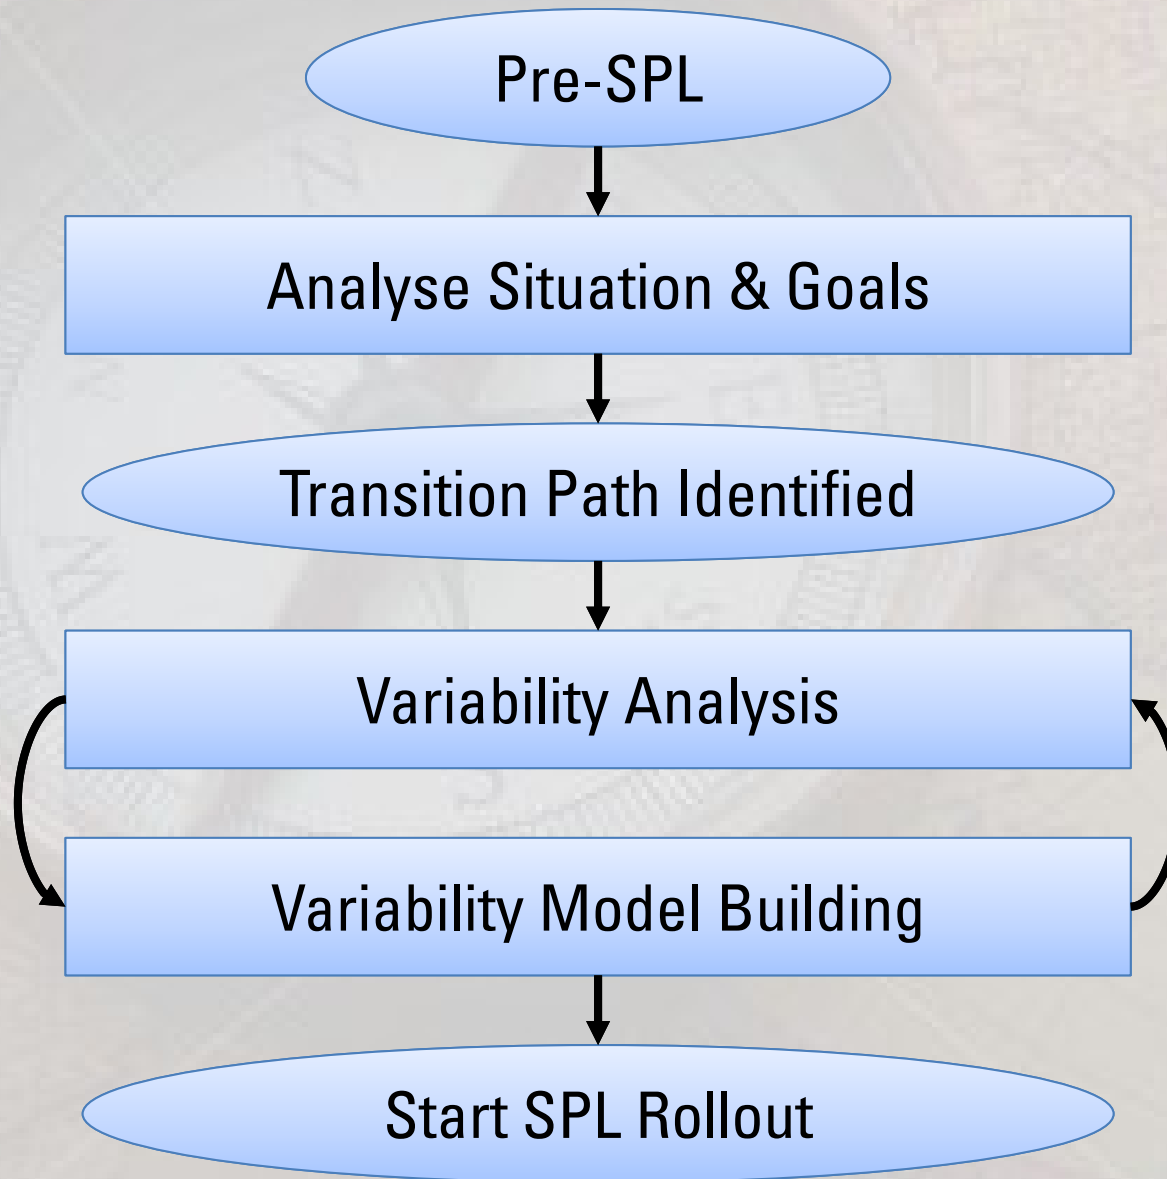 Pre-SPL
Analyse Situation & Goals
Transition Path Identified
Variability Analysis
Variability Model Building
Start SPL Rollout